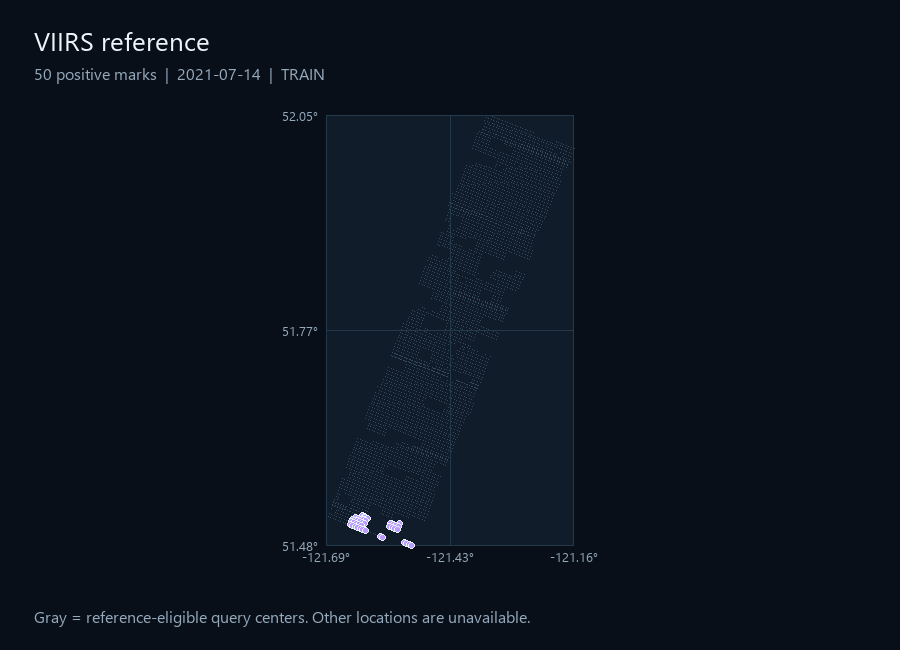 VIIRS reference
50 positive marks | 2021-07-14 | TRAIN
52.05°
51.77°
51.48°
-121.69° -121.43° -121.16°
Gray = reference-eligible query centers. Other locations are unavailable.